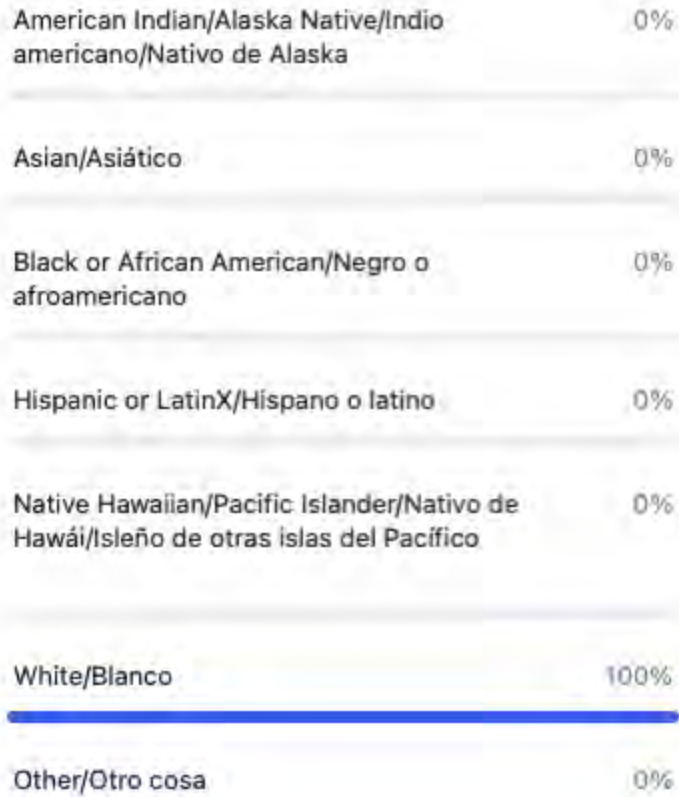 American Indian/Alaska Native/Indio 0%
americano/Nativo de Alaska
Asian/Asiático 0%
Black or African American/Negro o 0%
afroamericano
Hispanic or LatinX/Hispano o latino 0%
Native Hawaiian/Pacific Islander/Nativo de 0%
Hawái/Isleño de otras islas del Pacífico
White/Blanco 100%
Other/Otro cosa 0%